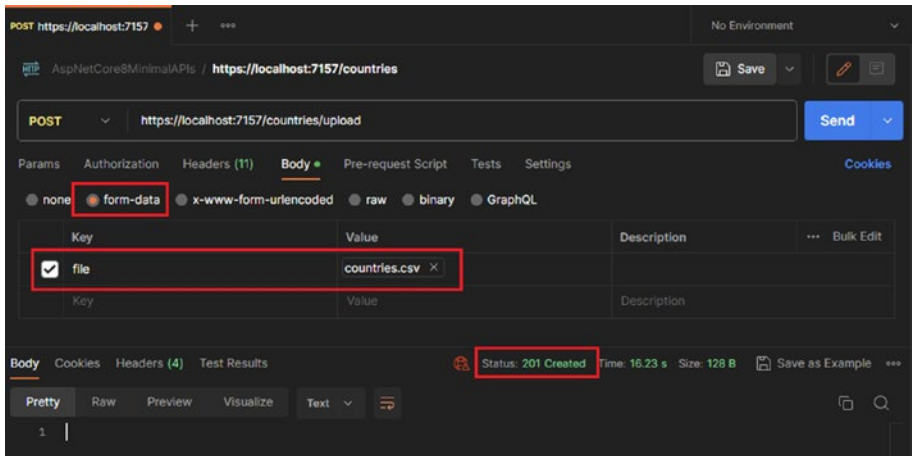 POST https://localhost:7157
No Environment
HTTP AspNetCore8MinimalAPIs / https://localhost:7157/countries Save
POST https://localhost:7157/countries/upload Send
Params Authorization Headers (11) Body Pre-request Script Tests Settings Cookies
none form-data x-www-form-urlencoded raw binary GraphQL
Key Value Description Bulk Edit
file countries.csv
Key Value Description
Body Cookies Headers (4) Test Results Status: 201 Created Time: 16.23 s Size: 128 B Save as Example
Pretty Raw Preview Visualize Text
1